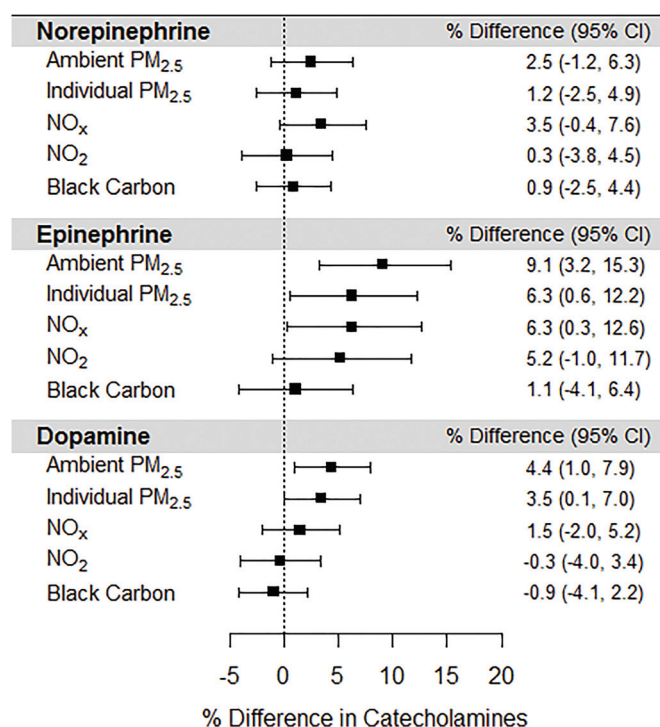 Norepinephrine % Difference (95% CI)
Ambient PM2.5 2.5 (-1.2, 6.3)
Individual PM2.5 1.2 (-2.5, 4.9)
NOx 3.5 (-0.4, 7.6)
NO2 0.3 (-3.8, 4.5)
Black Carbon 0.9 (-2.5, 4.4)
Epinephrine % Difference (95% CI)
Ambient PM2.5 9.1 (3.2, 15.3)
Individual PM2.5 6.3 (0.6, 12.2)
NOx 6.3 (0.3, 12.6)
NO2 5.2 (-1.0, 11.7)
Black Carbon 1.1 (-4.1, 6.4)
Dopamine % Difference (95% CI)
Ambient PM2.5 4.4 (1.0, 7.9)
Individual PM2.5 3.5 (0.1, 7.0)
NOx 1.5 (-2.0, 5.2)
NO2 -0.3 (-4.0, 3.4)
Black Carbon -0.9 (-4.1, 2.2)
-5 0 5 10 15 20
% Difference in Catecholamines